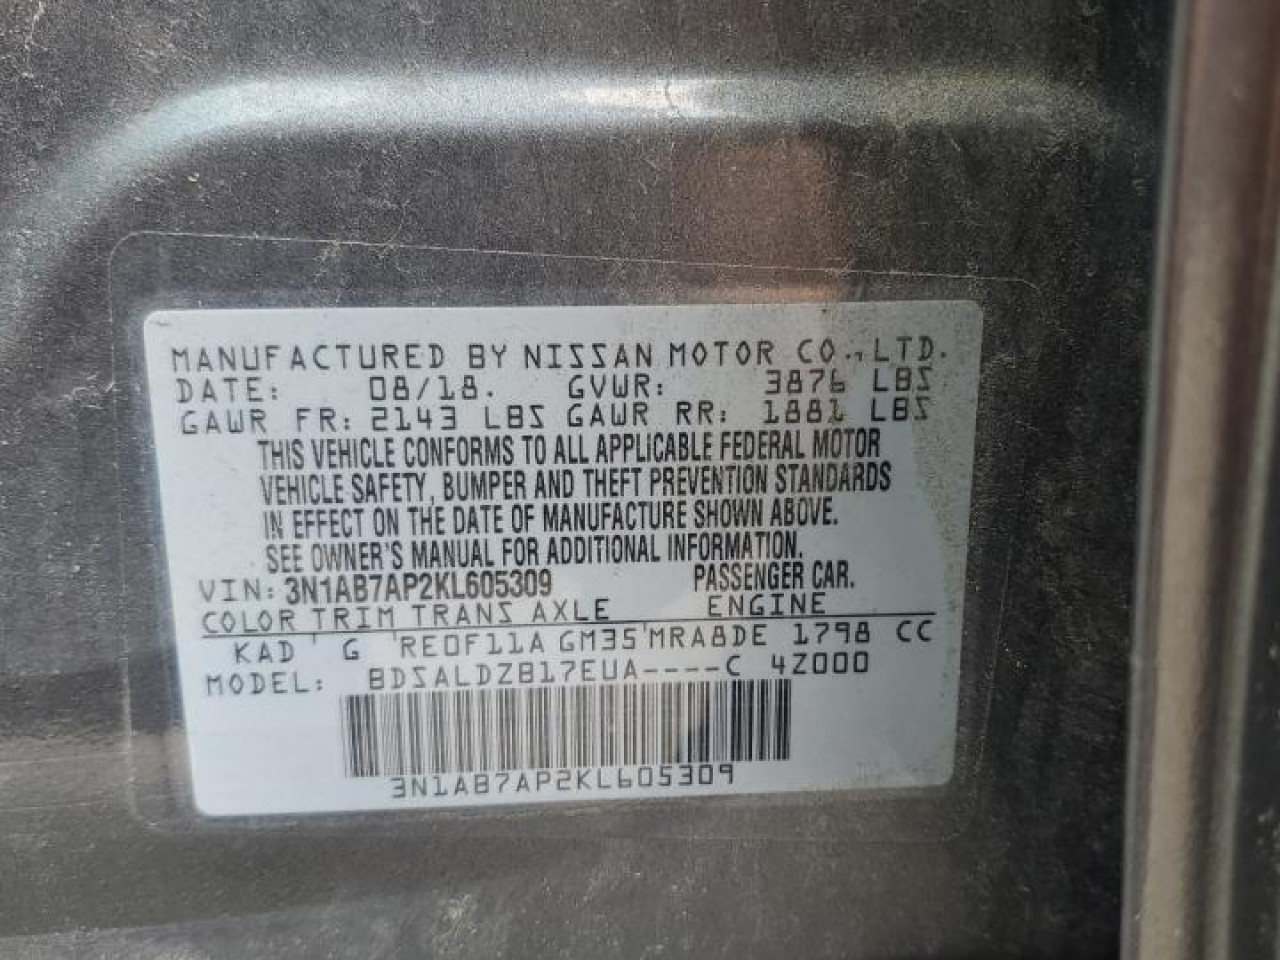 MANUFACTURED BY NISSAN MOTOR CO., LTD.
DATE: 08/18. GVWR: 3876 LBS
GAWR FR: 2143 LBS GAWR RR: 1881 LBS
THIS VEHICLE CONFORMS TO ALL APPLICABLE FEDERAL MOTOR
VEHICLE SAFETY, BUMPER AND THEFT PREVENTION STANDARDS
IN EFFECT ON THE DATE OF MANUFACTURE SHOWN ABOVE.
SEE OWNER'S MANUAL FOR ADDITIONAL INFORMATION.
VIN: 3N1AB7AP2KL605309 PASSENGER CAR.
COLOR TRIM TRANS AXLE ENGINE
KAD ' G 'RE0F11A GM35'MRA8DE 1798 CC
MODEL: BDSALDZB17EUA----C 4Z000
3N1AB7AP2KL605309